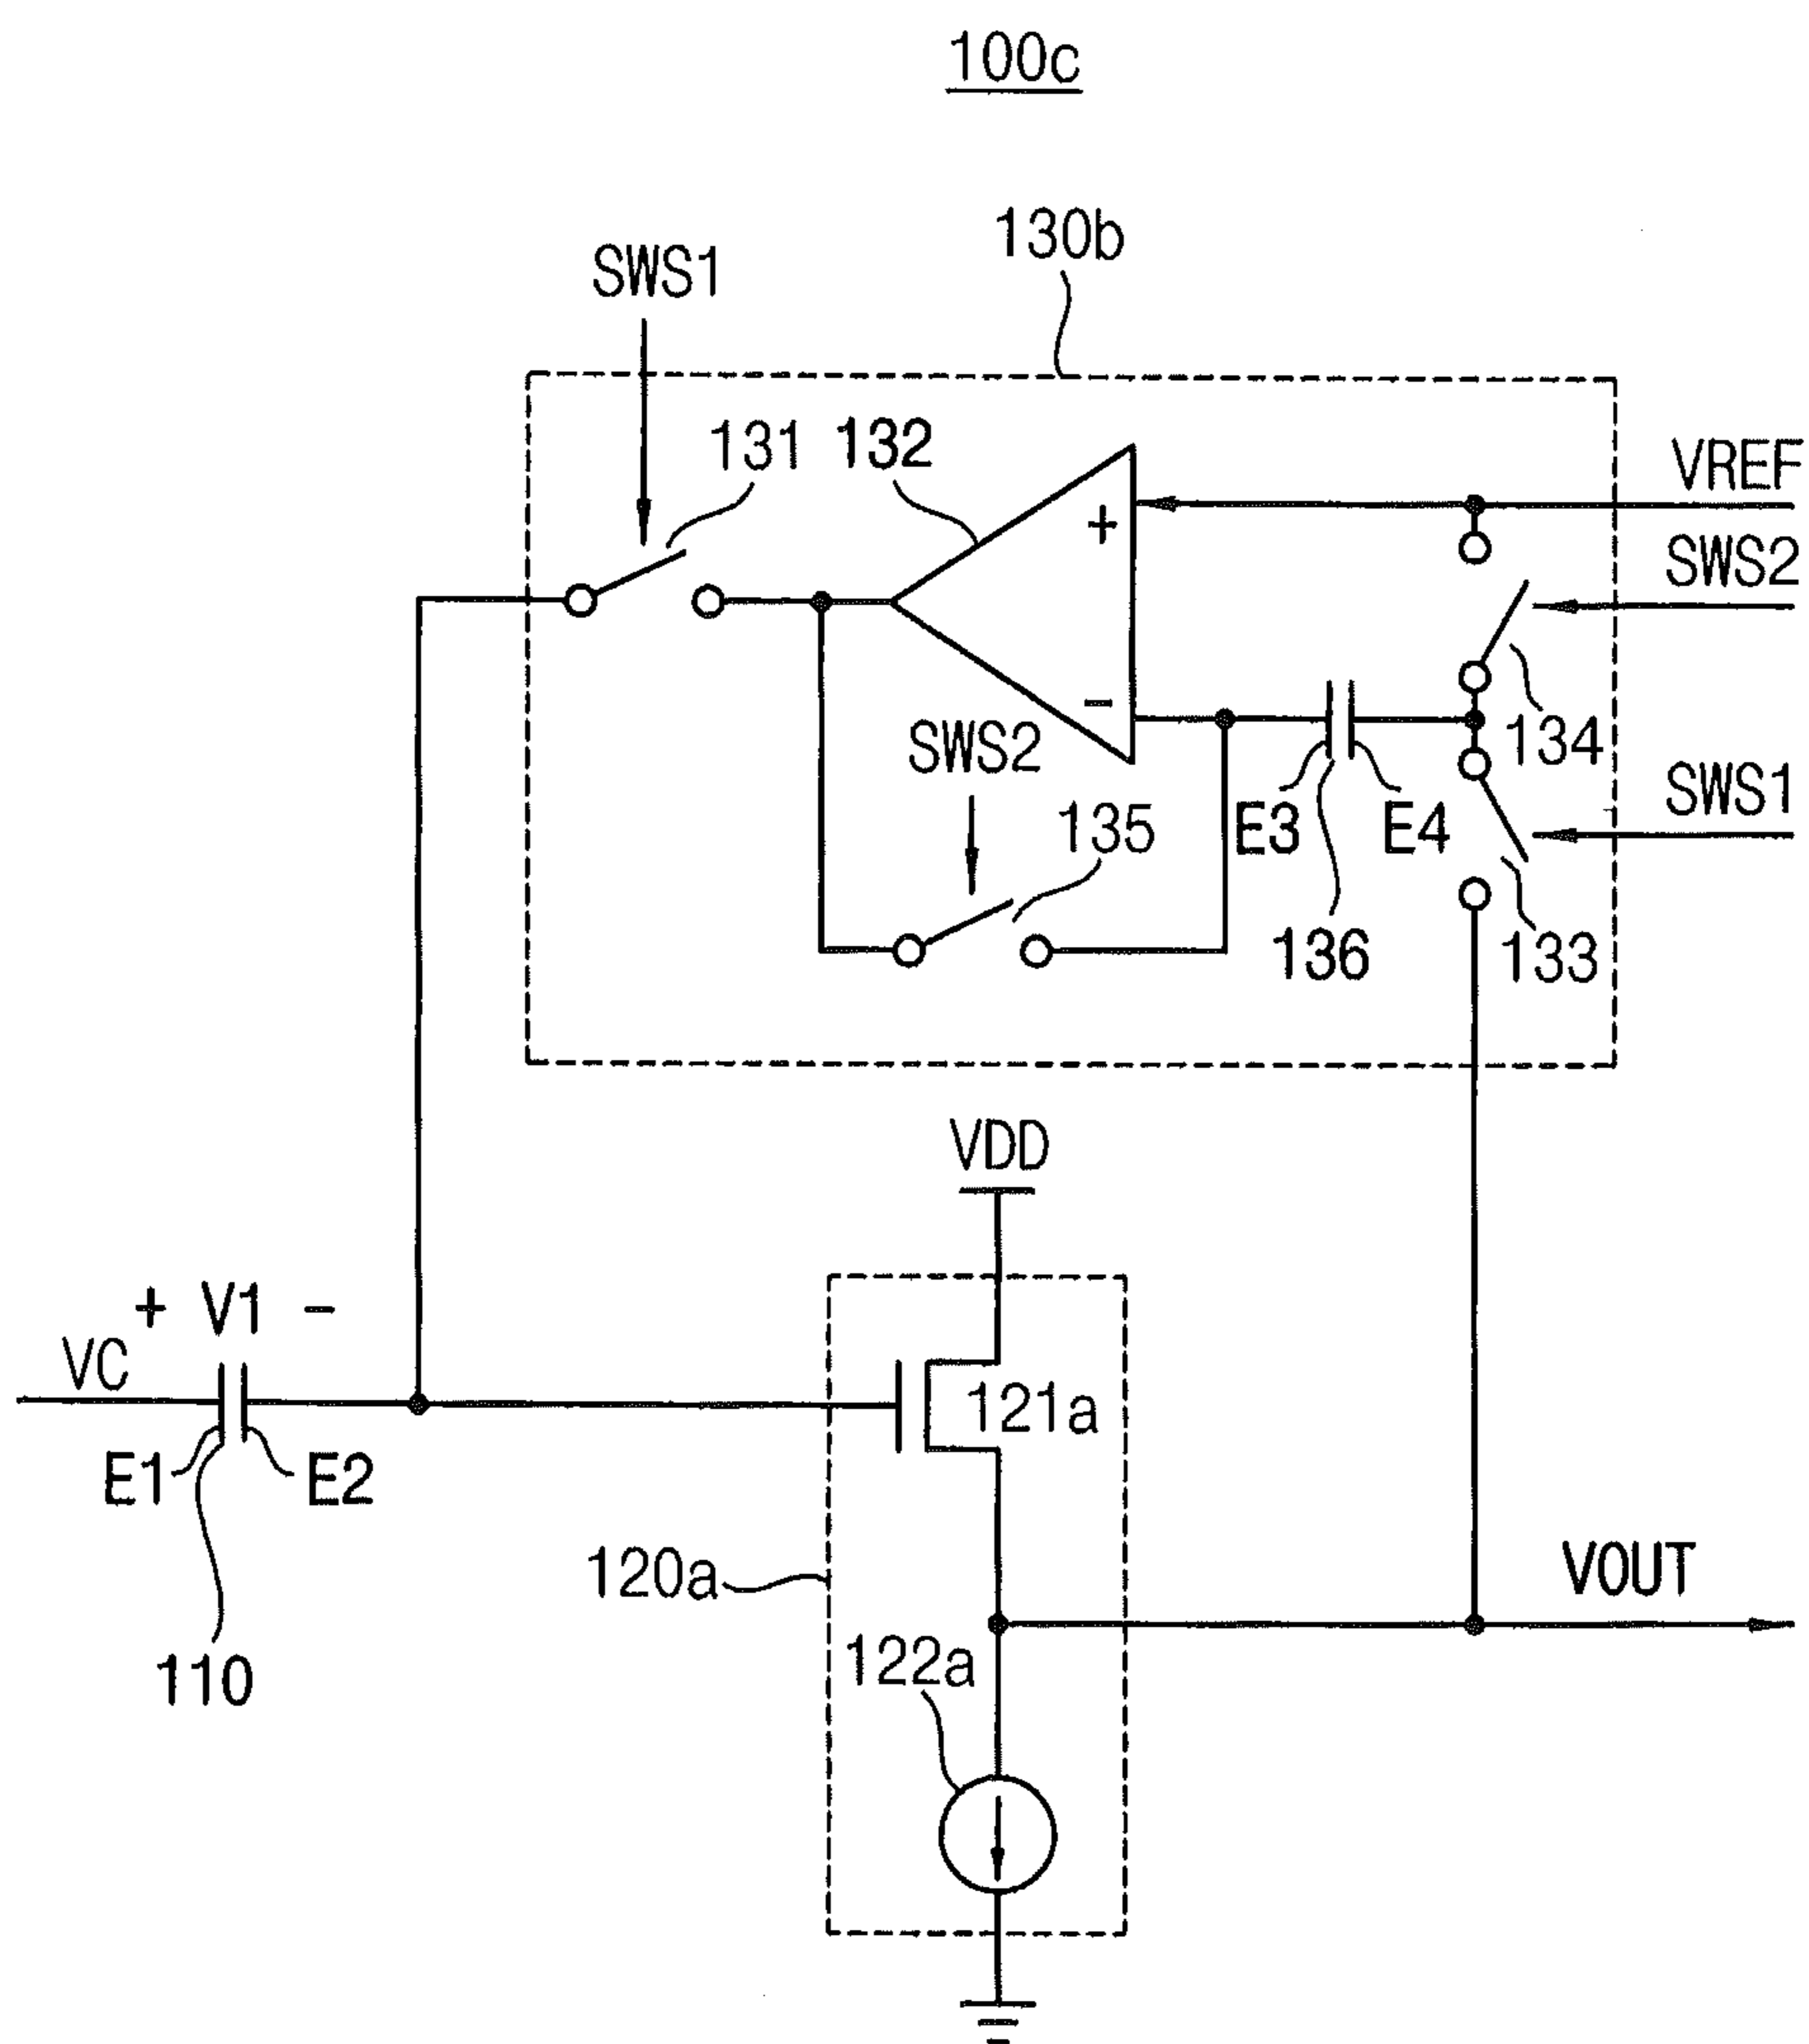 100c
130b
SWS1
131
132
VREF
+
SWS2
-
134
SWS2
SWS1
135
E3
E4
136
133
VDD
+ V1 -
VC
121a
E1
E2
120a
VOUT
122a
110